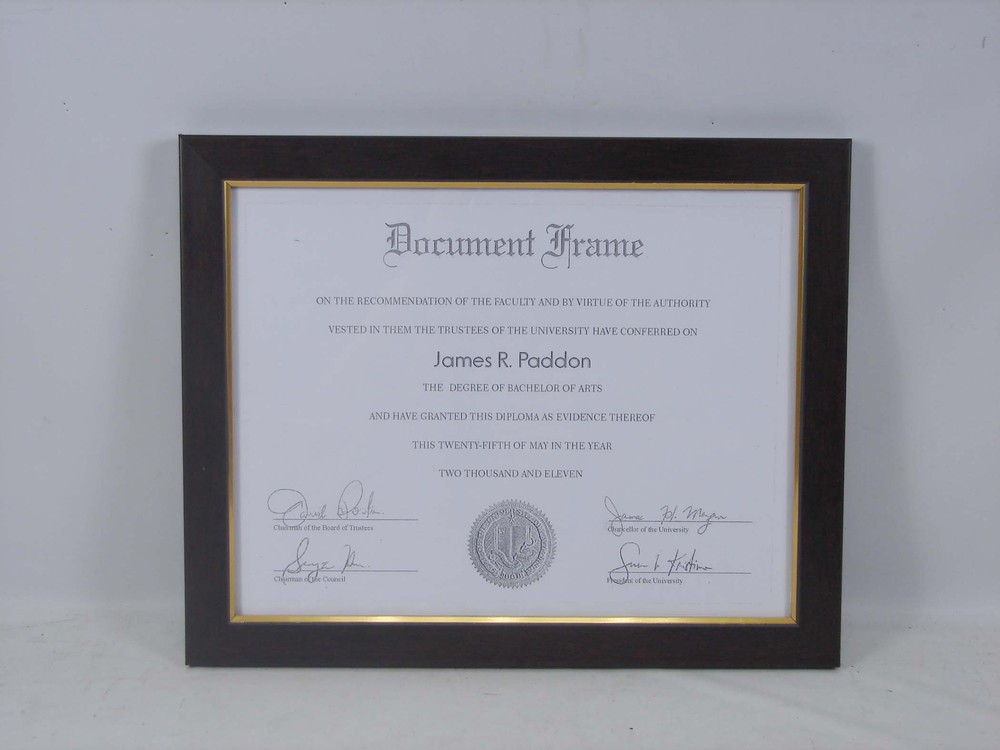 Document Frame
ON THE RECOMMENDATION OF THE FACULTY AND BY VIRTUE OF THE AUTHORITY
VESTED IN THEM THE TRUSTEES OF THE UNIVERSITY HAVE CONFERRED ON
James R. Paddon
THE DEGREE OF BACHELOR OF ARTS
AND HAVE GRANTED THIS DIPLOMA AS EVIDENCE THEREOF
THIS TWENTY-FIFTH OF MAY IN THE YEAR
TWO THOUSAND AND ELEVEN
Chairman of the Board of Trustees
James H. Morgan
Chancellor of the University
Chairman of the Council
President of the University